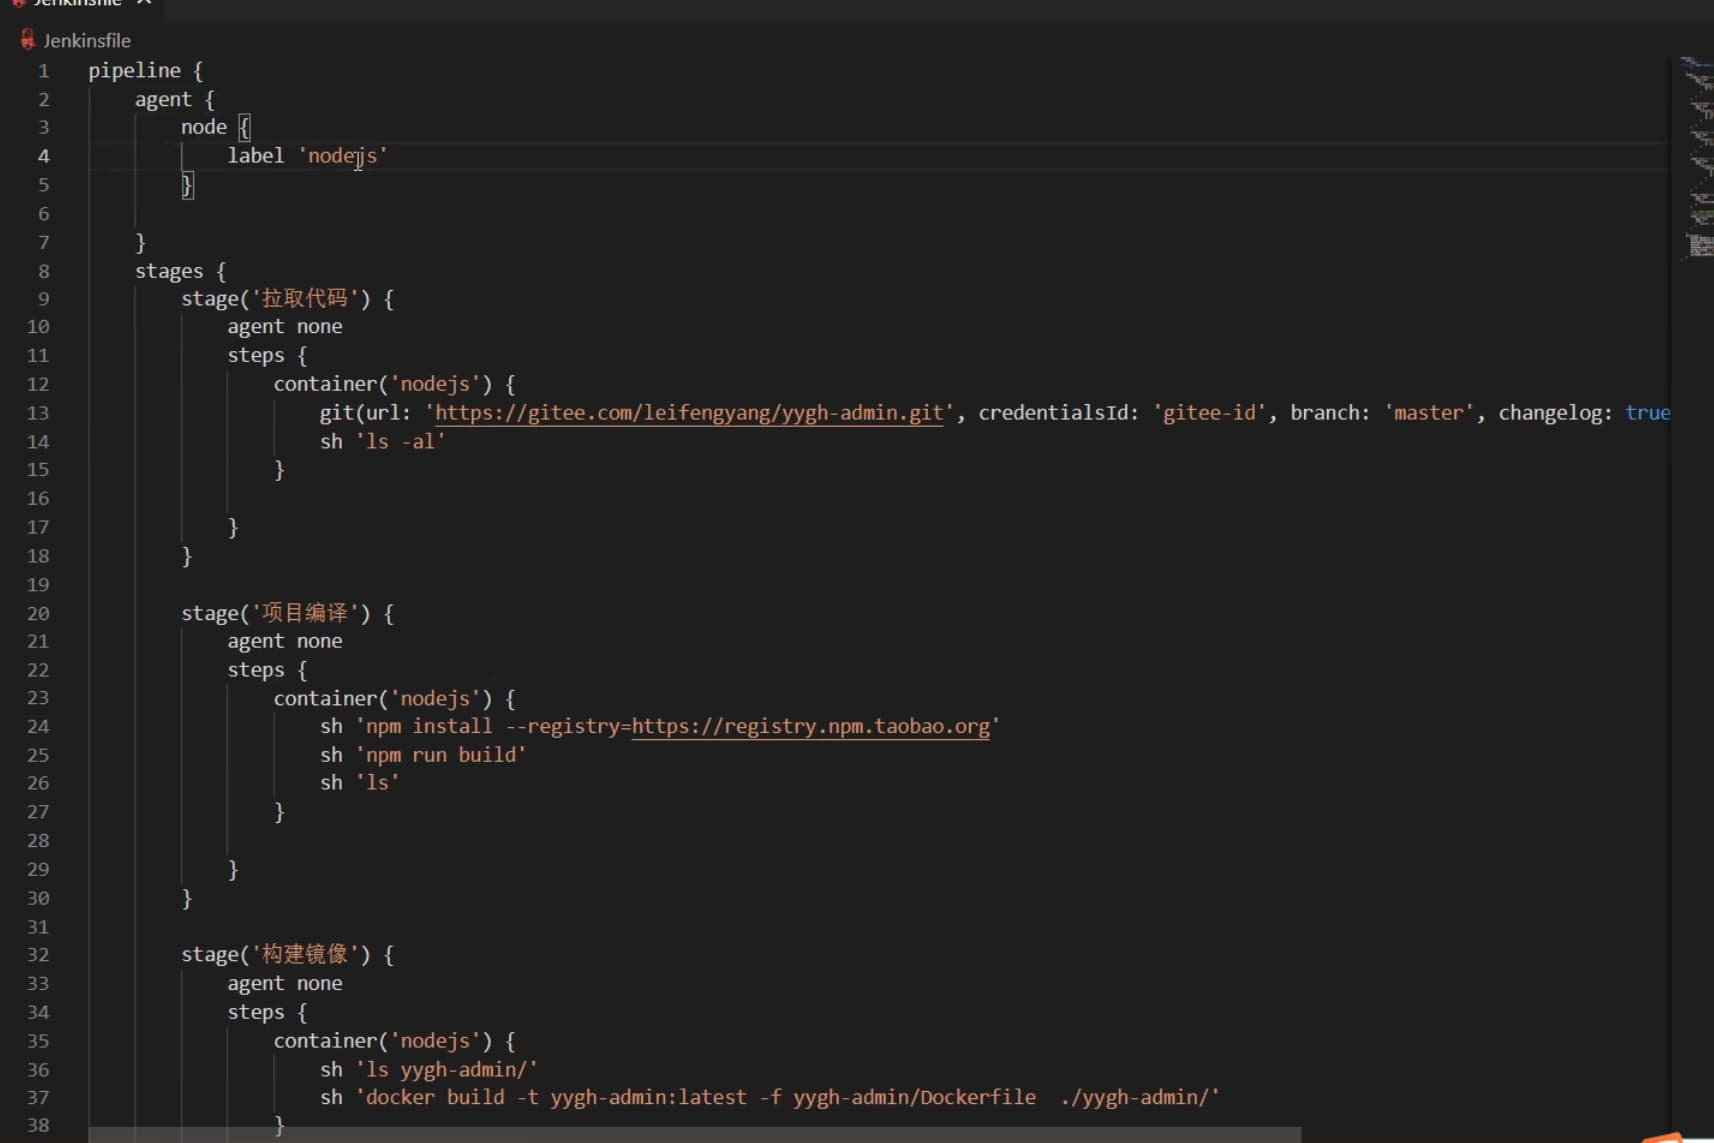 Jenkinsfile
Jenkinsfile
1 pipeline {
2 agent {
3 node {
4 label 'nodejs'
5 }
6
7 }
8 stages {
9 stage('拉取代码') {
10 agent none
11 steps {
12 container('nodejs') {
13 git(url: 'https://gitee.com/leifengyang/yygh-admin.git', credentialsId: 'gitee-id', branch: 'master', changelog: true
14 sh 'ls -al'
15 }
16
17 }
18 }
19
20 stage('项目编译') {
21 agent none
22 steps {
23 container('nodejs') {
24 sh 'npm install --registry=https://registry.npm.taobao.org'
25 sh 'npm run build'
26 sh 'ls'
27 }
28
29 }
30 }
31
32 stage('构建镜像') {
33 agent none
34 steps {
35 container('nodejs') {
36 sh 'ls yygh-admin/'
37 sh 'docker build -t yygh-admin:latest -f yygh-admin/Dockerfile  ./yygh-admin/'
38 }